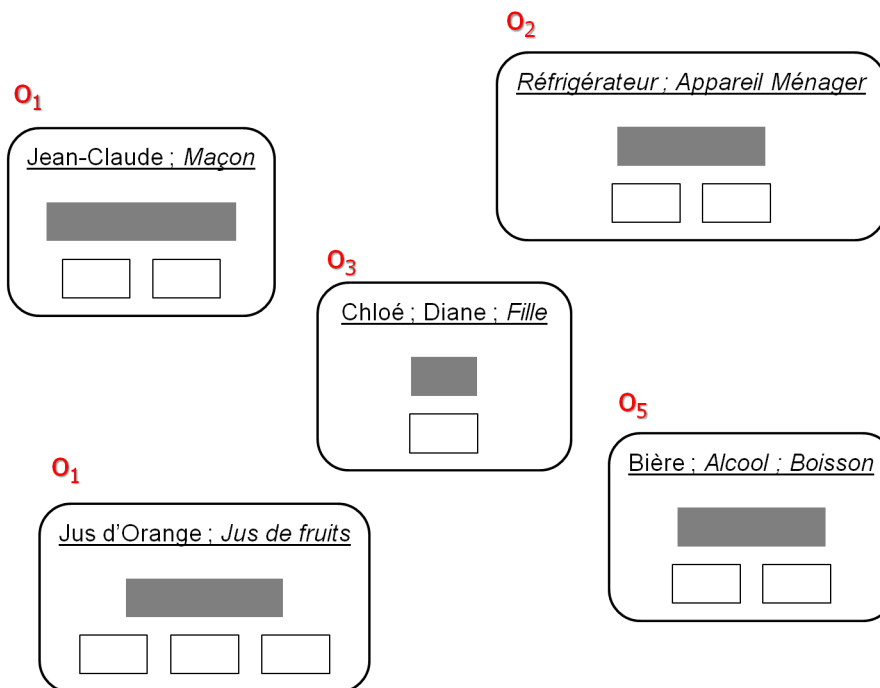 O2
Réfrigérateur ; Appareil Ménager
O1
Jean-Claude ; Maçon
O3
Chloé ; Diane ; Fille
O5
Bière ; Alcool ; Boisson
O1
Jus d’Orange ; Jus de fruits